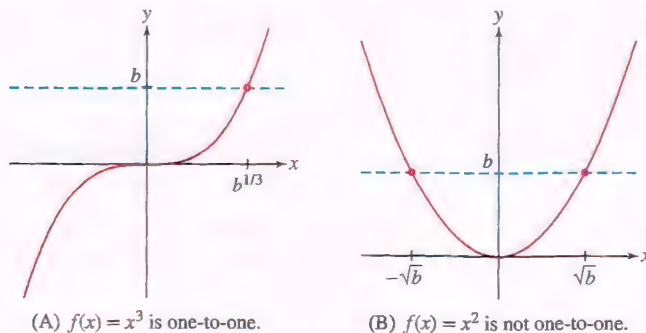 y
b
x
b^{1/3}
(A) f(x) = x^3 is one-to-one.
y
b
x
−√b
√b
(B) f(x) = x^2 is not one-to-one.